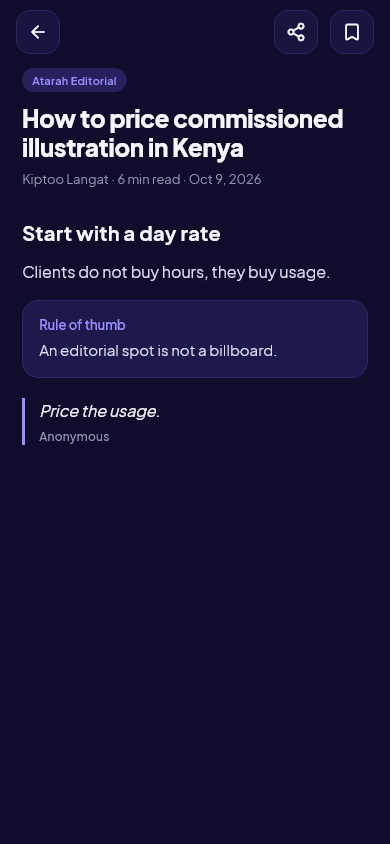 Atarah Editorial
How to price commissioned
illustration in Kenya
Kiptoo Langat · 6 min read · Oct 9, 2026
Start with a day rate
Clients do not buy hours, they buy usage.
Rule of thumb
An editorial spot is not a billboard.
Price the usage.
Anonymous